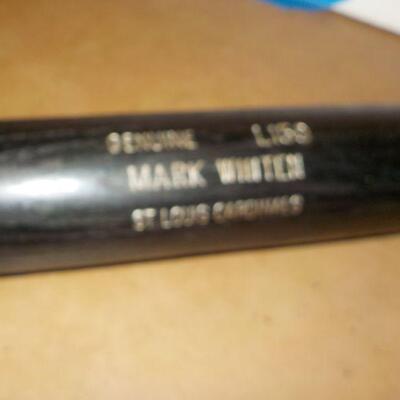 GENUINE L159
MARK WHITEN
ST LOUIS CARDINALS